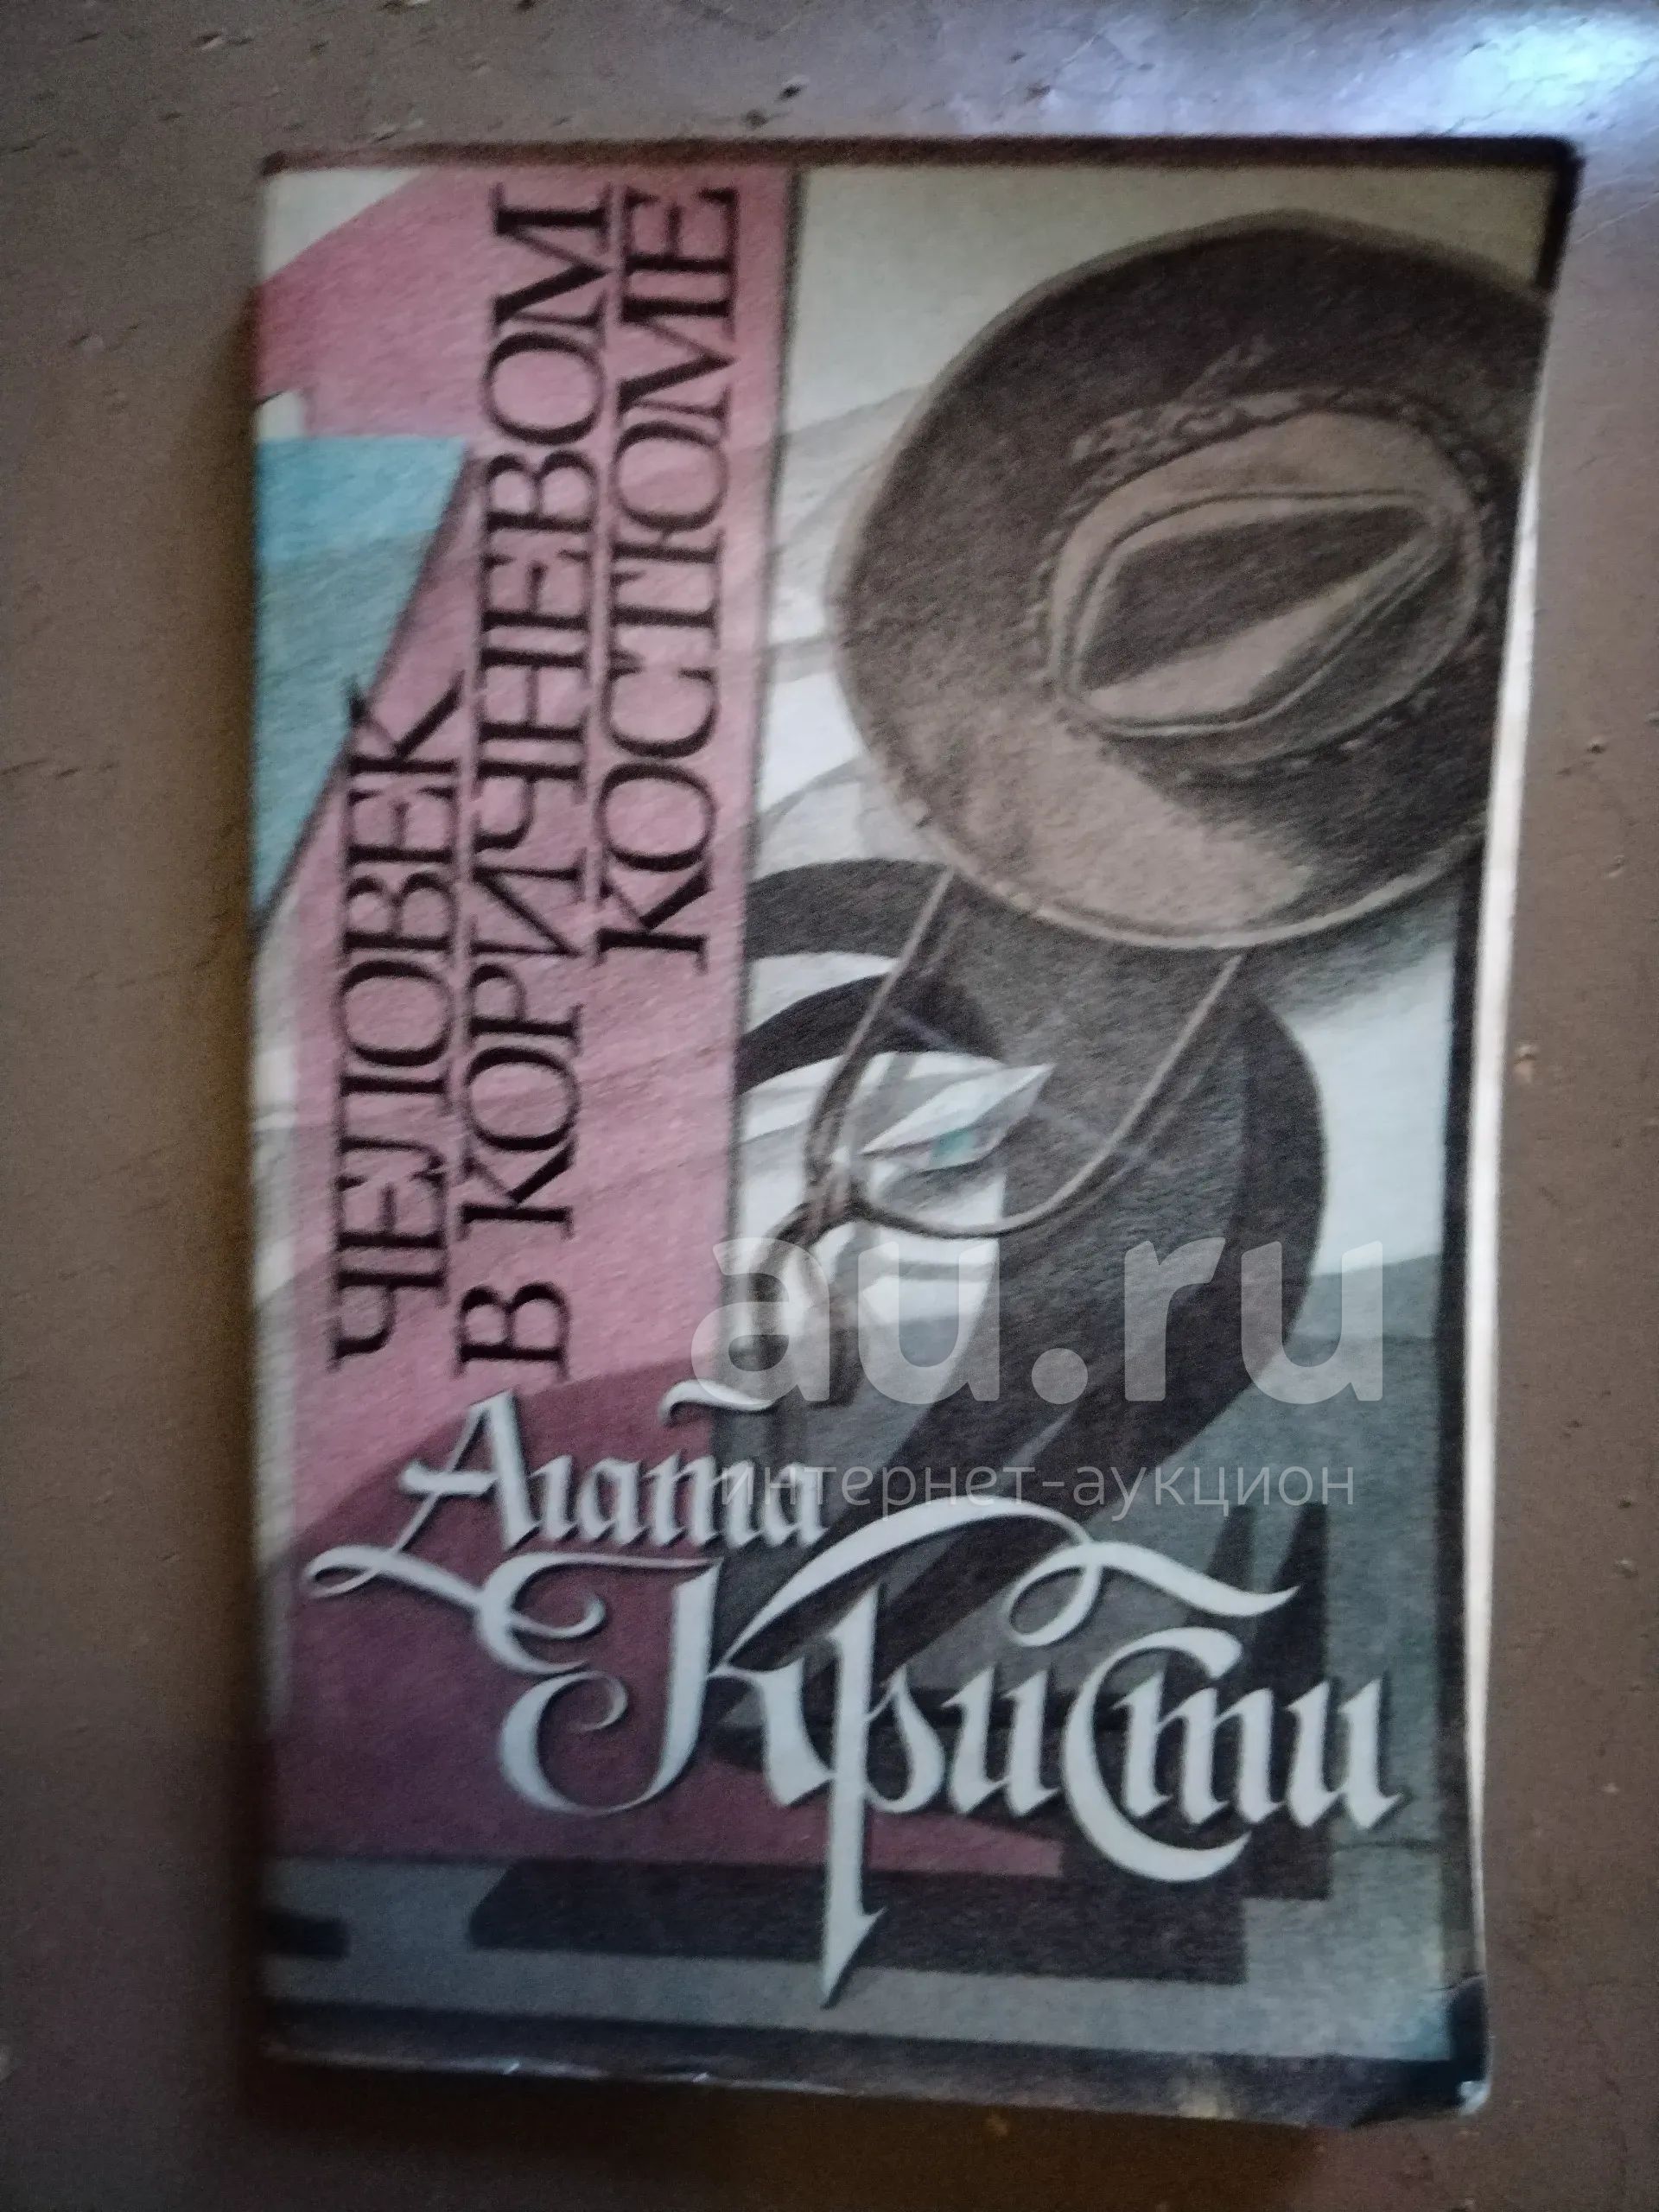 ЧЕЛОВЕК
В КОРИЧНЕВОМ
КОСТЮМЕ
Агата
Кристи
au.ru
интернет-аукцион